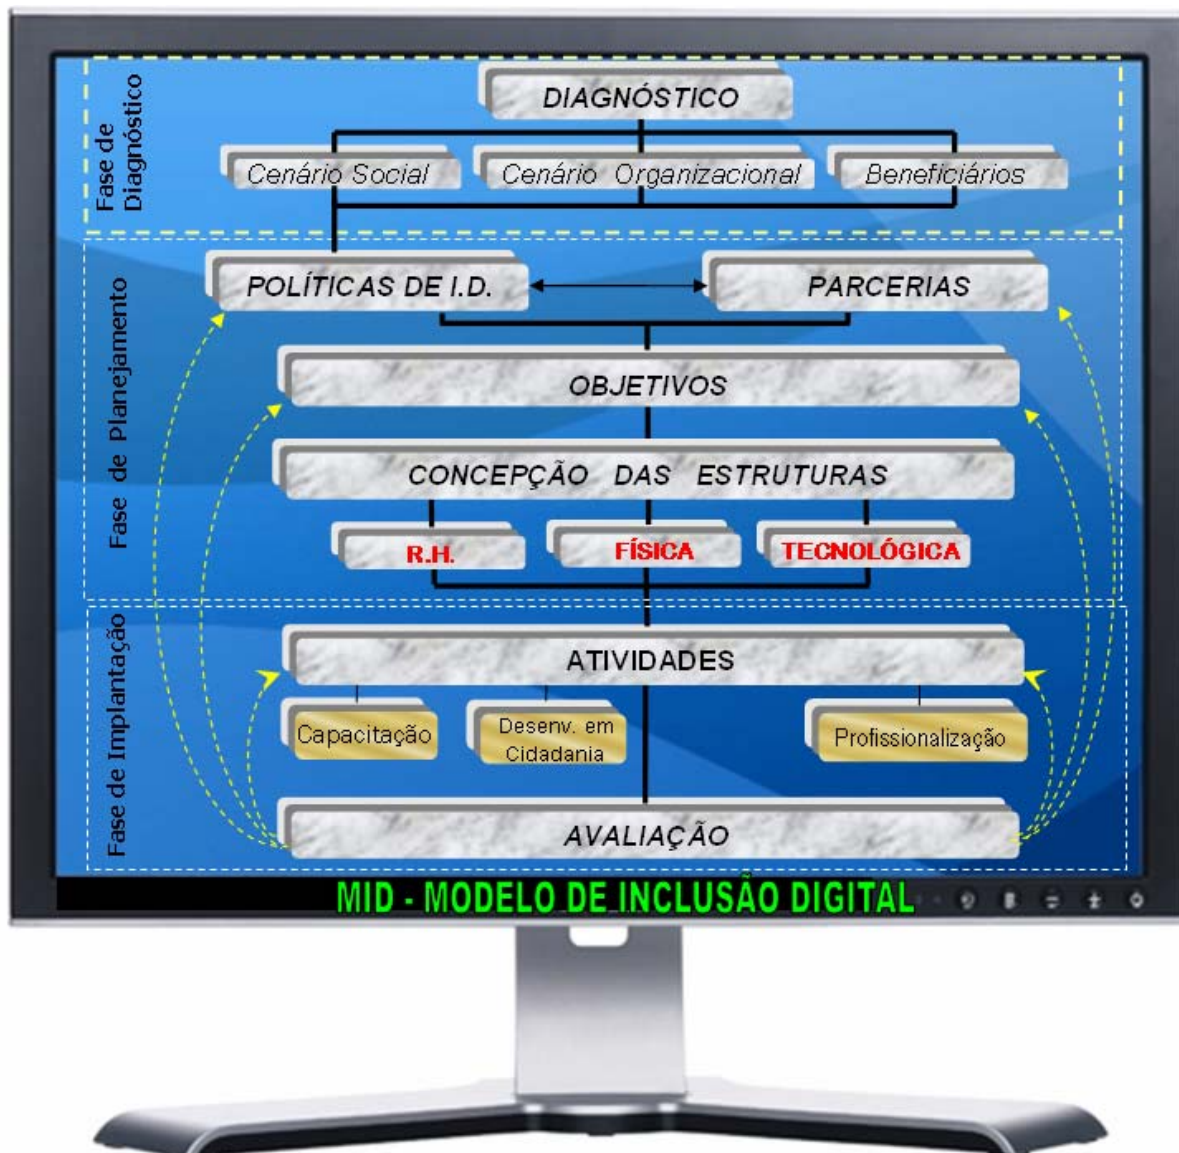 Fase de
Diagnóstico
DIAGNÓSTICO
Cenário Social
Cenário Organizacional
Beneficiários
Fase de Planejamento
POLÍTICAS DE I.D.
PARCERIAS
OBJETIVOS
CONCEPÇÃO DAS ESTRUTURAS
R.H.
FÍSICA
TECNOLÓGICA
Fase de Implantação
ATIVIDADES
Capacitação
Desenv. em
Cidadania
Profissionalização
AVALIAÇÃO
MID - MODELO DE INCLUSÃO DIGITAL